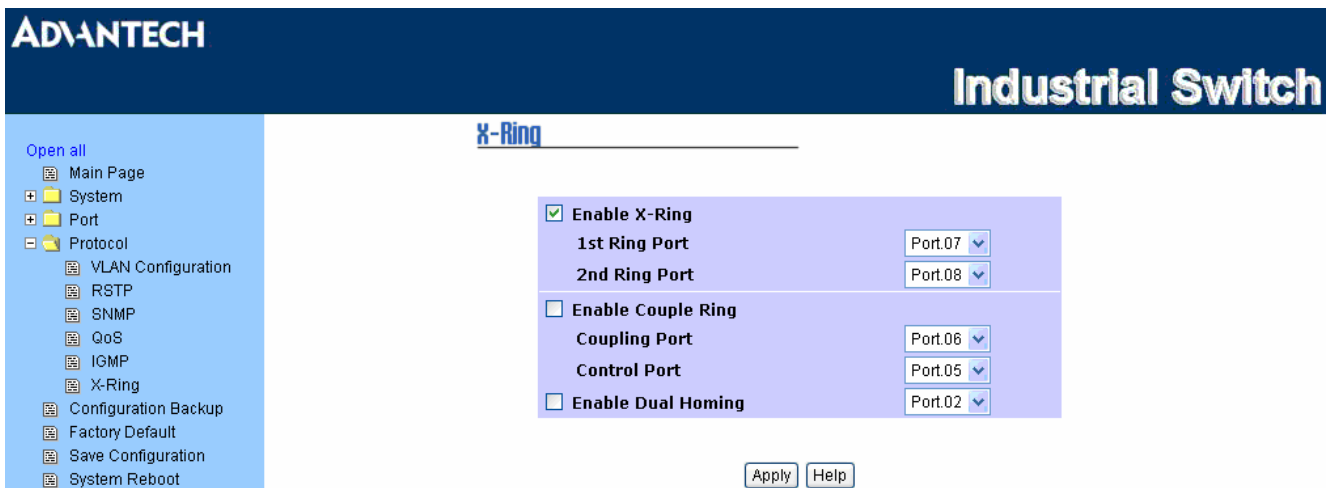 ADVANTECH
Industrial Switch
Open all
Main Page
System
Port
Protocol
VLAN Configuration
RSTP
SNMP
QoS
IGMP
X-Ring
Configuration Backup
Factory Default
Save Configuration
System Reboot
X-Ring
Enable X-Ring
1st Ring Port Port.07
2nd Ring Port Port.08
Enable Couple Ring
Coupling Port Port.06
Control Port Port.05
Enable Dual Homing Port.02
Apply Help